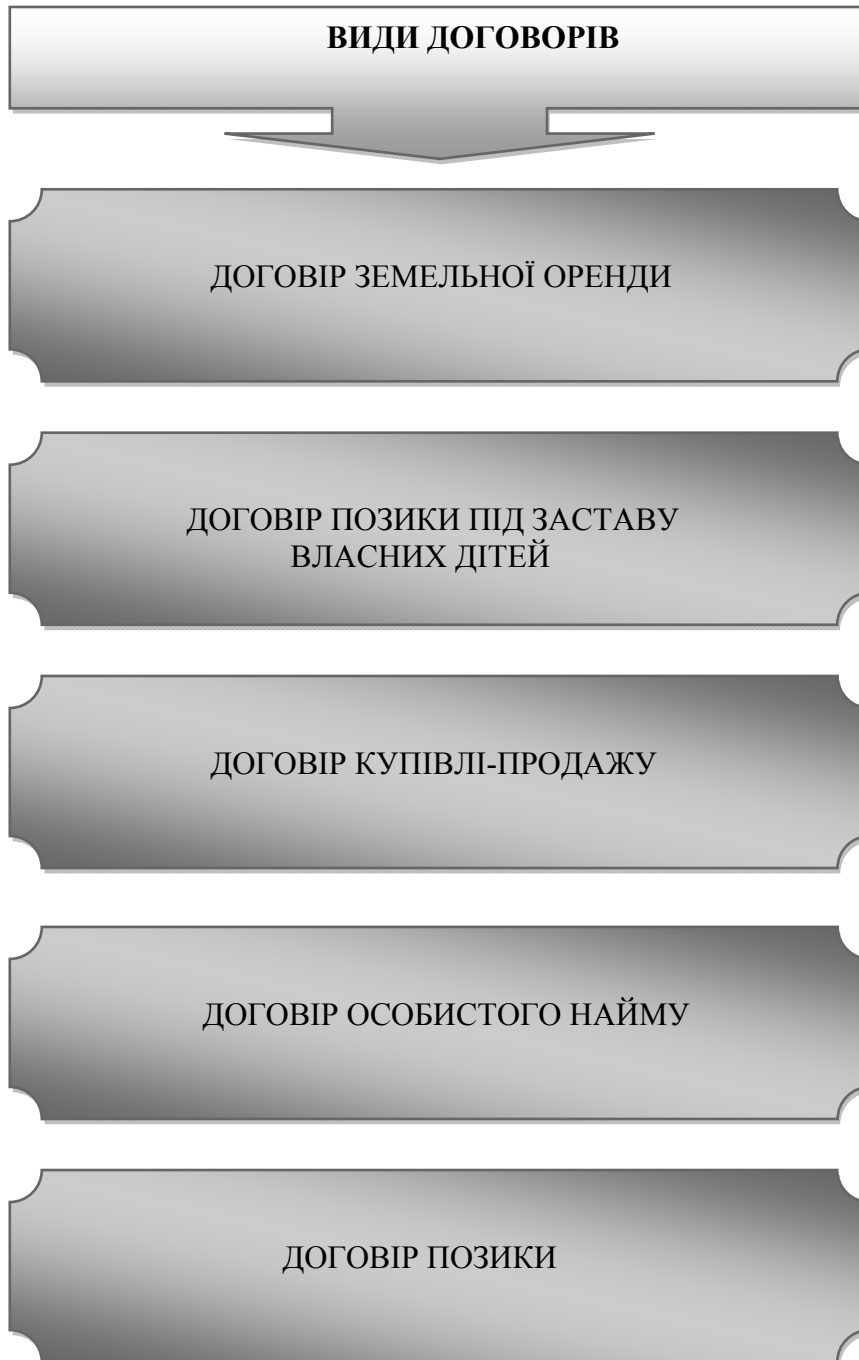 ВИДИ ДОГОВОРІВ
ДОГОВІР ЗЕМЕЛЬНОЇ ОРЕНДИ
ДОГОВІР ПОЗИКИ ПІД ЗАСТАВУ
ВЛАСНИХ ДІТЕЙ
ДОГОВІР КУПІВЛІ-ПРОДАЖУ
ДОГОВІР ОСОБИСТОГО НАЙМУ
ДОГОВІР ПОЗИКИ